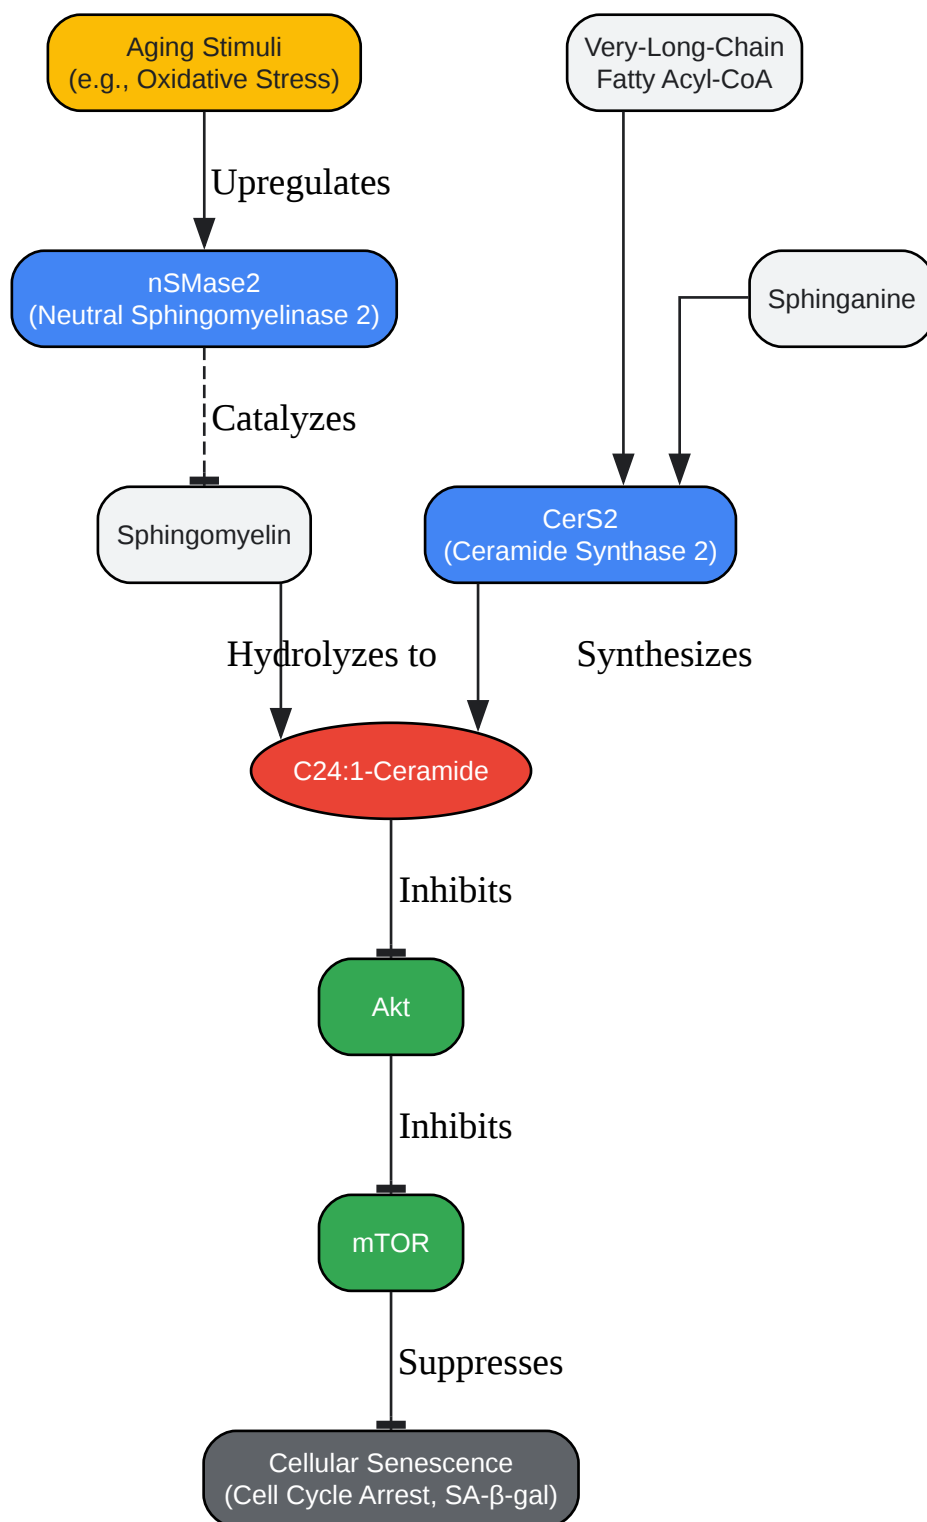 Aging Stimuli
(e.g., Oxidative Stress)
Very-Long-Chain
Fatty Acyl-CoA
Upregulates
nSMase2
(Neutral Sphingomyelinase 2)
Sphinganine
Catalyzes
Sphingomyelin
CerS2
(Ceramide Synthase 2)
Hydrolyzes to
Synthesizes
C24:1-Ceramide
Inhibits
Akt
Inhibits
mTOR
Suppresses
Cellular Senescence
(Cell Cycle Arrest, SA-β-gal)